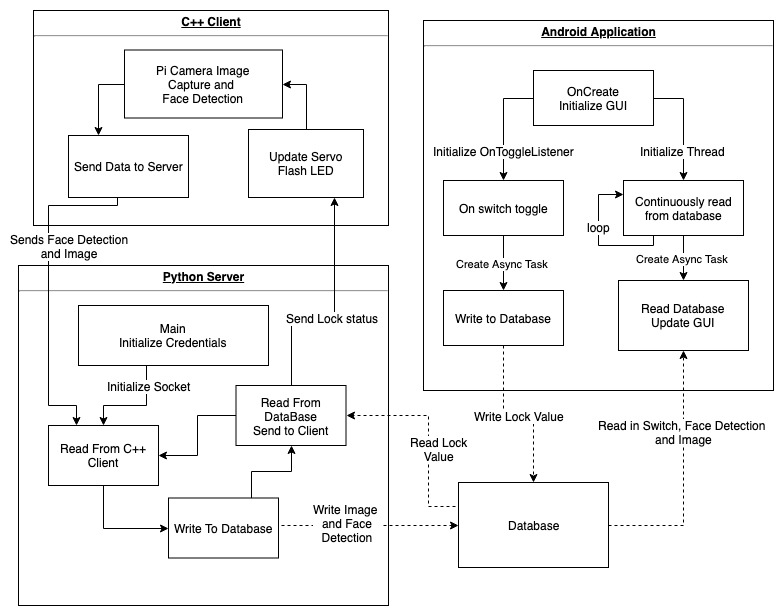 C++ Client
Pi Camera Image
Capture and
Face Detection
Send Data to Server
Update Servo
Flash LED
Sends Face Detection
and Image
Python Server
Main
Initialize Credentials
Send Lock status
Initialize Socket
Read From C++
Client
Read From
DataBase
Send to Client
Write To Database
Write Image
and Face
Detection
Android Application
OnCreate
Initialize GUI
Initialize OnToggleListener
Initialize Thread
On switch toggle
Continuously read
from database
loop
Create Async Task
Create Async Task
Write to Database
Read Database
Update GUI
Write Lock Value
Read Lock
Value
Read in Switch, Face Detection
and Image
Database